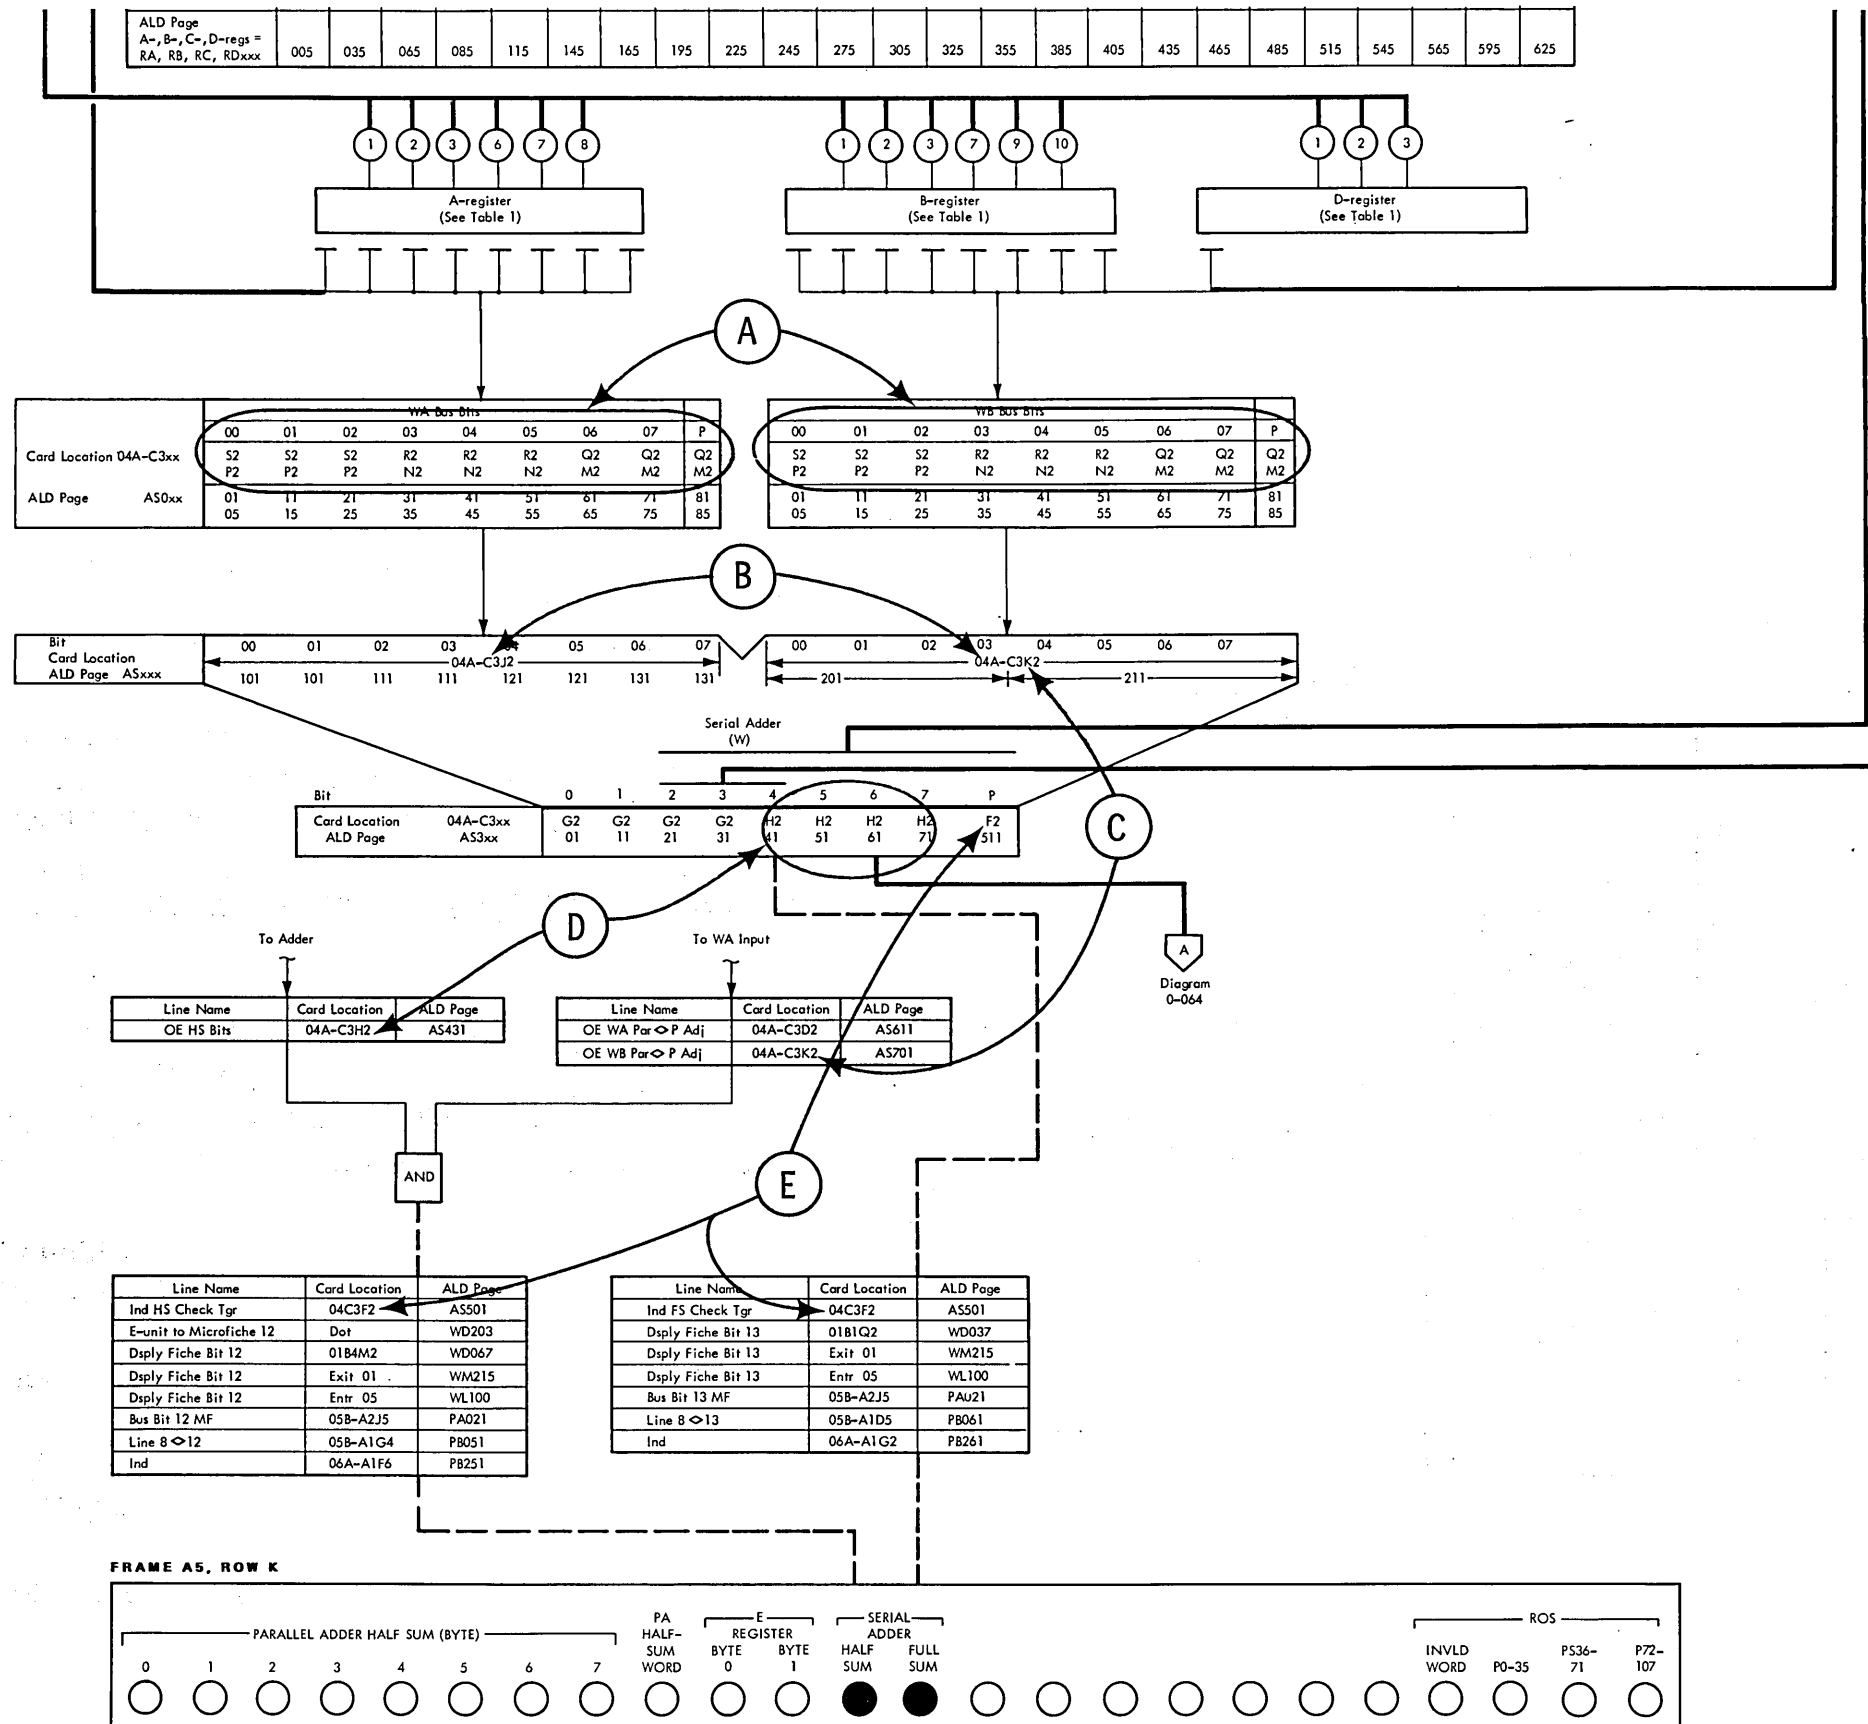 ALD Page
A-, B-, C-, D-regs =
RA, RB, RC, RDxxx 005 035 065 085 115 145 165 195 225 245 275 305 325 355 385 405 435 465 485 515 545 565 595 625
1 2 3 6 7 8 1 2 3 7 9 10 1 2 3
A-register B-register D-register
(See Table 1) (See Table 1) (See Table 1)
A
WA Bus Bits WB Bus Bits
00 01 02 03 04 05 06 07 P 00 01 02 03 04 05 06 07 P
Card Location 04A-C3xx S2 S2 S2 R2 R2 R2 Q2 Q2 Q2 S2 S2 S2 R2 R2 R2 Q2 Q2 Q2
P2 P2 P2 N2 N2 N2 M2 M2 M2 P2 P2 P2 N2 N2 N2 M2 M2 M2
ALD Page AS0xx 01 11 21 31 41 51 61 71 81 01 11 21 31 41 51 61 71 81
05 15 25 35 45 55 65 75 85 05 15 25 35 45 55 65 75 85
B
Bit 00 01 02 03 04 05 06 07 00 01 02 03 04 05 06 07
Card Location 04A-C3J2 04A-C3K2
ALD Page ASxxx 101 101 111 111 121 121 131 131 201 211
Serial Adder
(W)
Bit 0 1 2 3 4 5 6 7 P
Card Location 04A-C3xx G2 G2 G2 G2 H2 H2 H2 H2 F2
ALD Page AS3xx 01 11 21 31 41 51 61 71 511
C
D
To Adder To WA Input
A
Diagram
0-064
Line Name Card Location ALD Page Line Name Card Location ALD Page
OE HS Bits 04A-C3H2 AS431 OE WA Par<>P Adj 04A-C3D2 AS611
OE WB Par<> P Adj 04A-C3K2 AS701
AND
E
Line Name Card Location ALD Page Line Name Card Location ALD Page
Ind HS Check Tgr 04C3F2 AS501 Ind FS Check Tgr 04C3F2 AS501
E-unit to Microfiche 12 Dot WD203 Dsply Fiche Bit 13 01B1Q2 WD037
Dsply Fiche Bit 12 01B4M2 WD067 Dsply Fiche Bit 13 Exit 01 WM215
Dsply Fiche Bit 12 Exit 01 WM215 Dsply Fiche Bit 13 Entr 05 WL100
Dsply Fiche Bit 12 Entr 05 WL100 Bus Bit 13 MF 05B-A2J5 PAU21
Bus Bit 12 MF 05B-A2J5 PA021 Line 8<>13 05B-A1D5 PB061
Line 8<>12 05B-A1G4 PB051 Ind 06A-A1G2 PB261
Ind 06A-A1F6 PB251
FRAME A5, ROW K
PARALLEL ADDER HALF SUM (BYTE) PA HALF-SUM WORD E REGISTER SERIAL ADDER ROS
0 1 2 3 4 5 6 7 BYTE 0 BYTE 1 HALF SUM FULL SUM INVLD WORD P0-35 PS36-71 P72-107